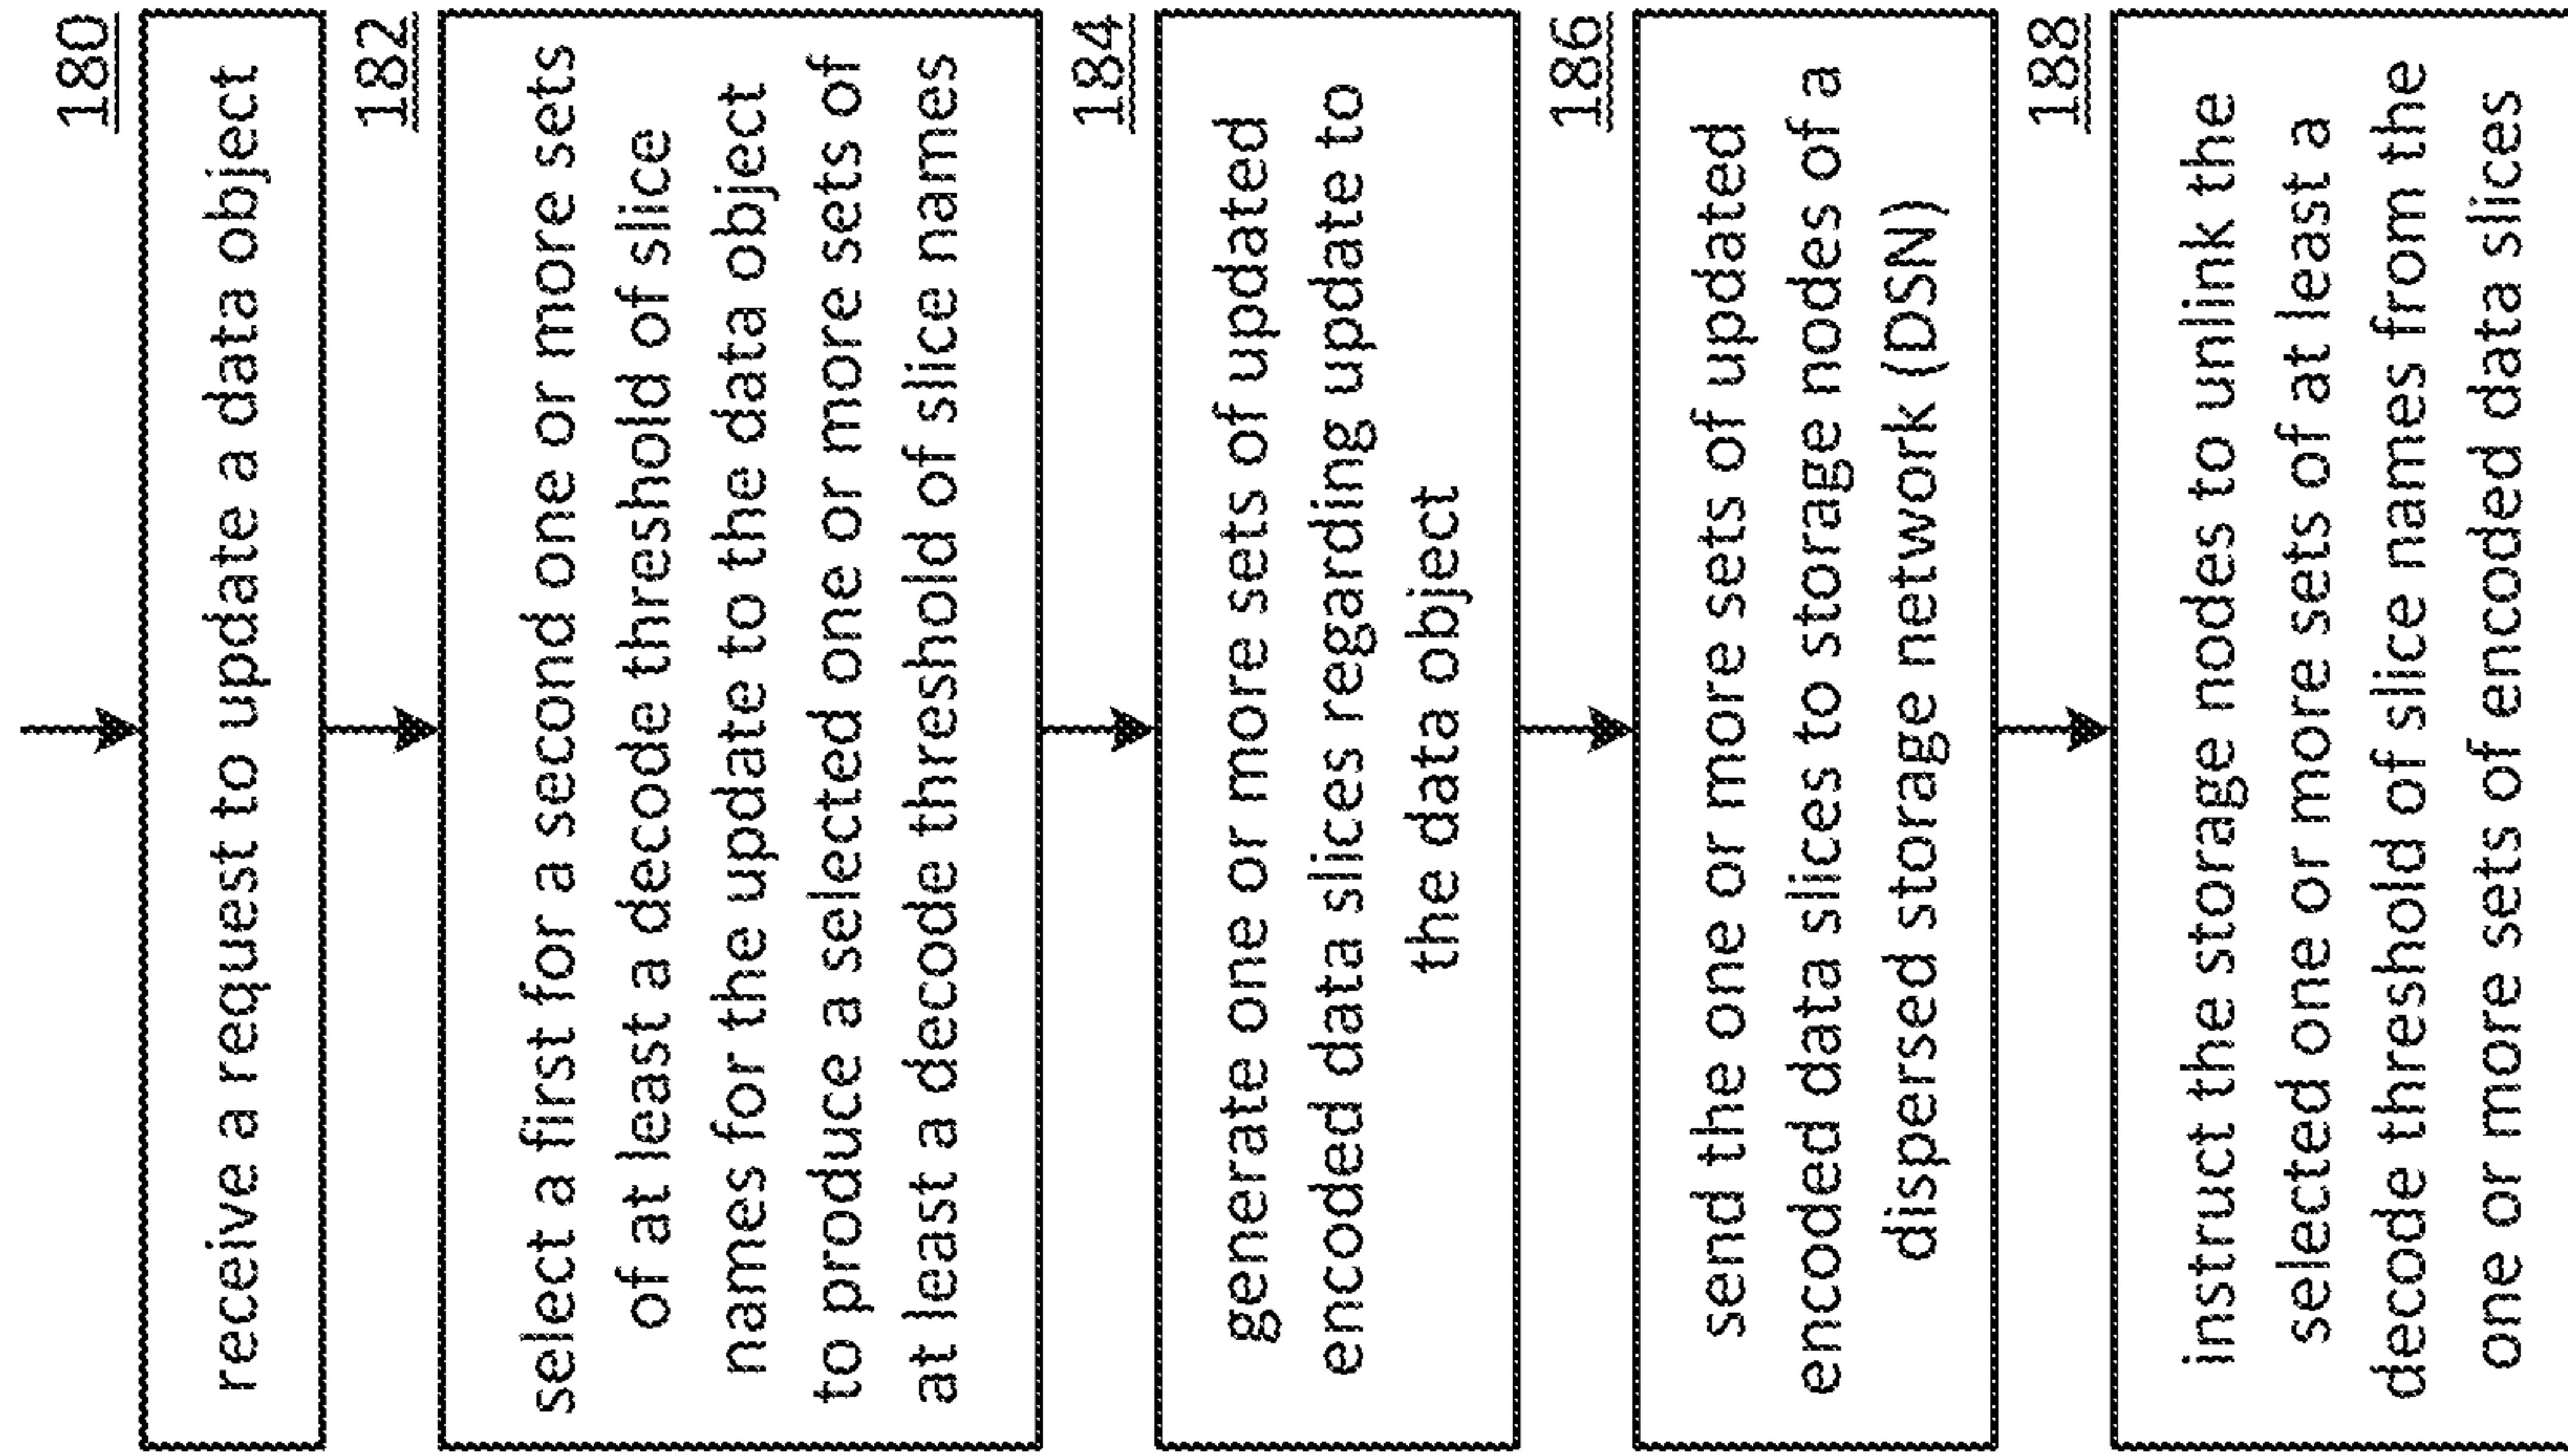 180
receive a request to update a data object
182
select a first for a second one or more sets
of at least a decode threshold of slice
names for the update to the data object
to produce a selected one or more sets of
at least a decode threshold of slice names
184
generate one or more sets of updated
encoded data slices regarding update to
the data object
186
send the one or more sets of updated
encoded data slices to storage nodes of a
dispersed storage network (DSN)
188
instruct the storage nodes to unlink the
selected one or more sets of at least a
decode threshold of slice names from the
one or more sets of encoded data slices